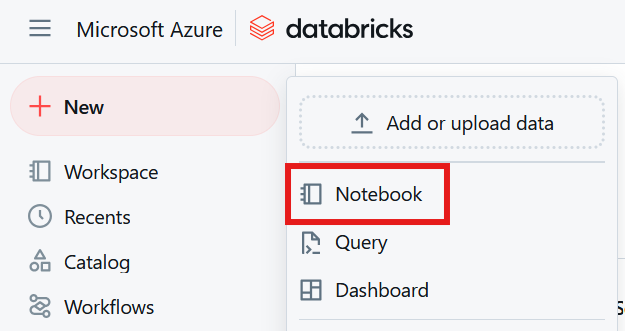 Microsoft Azure databricks
New
Add or upload data
Workspace
Notebook
Recents
Query
Catalog
Dashboard
Workflows